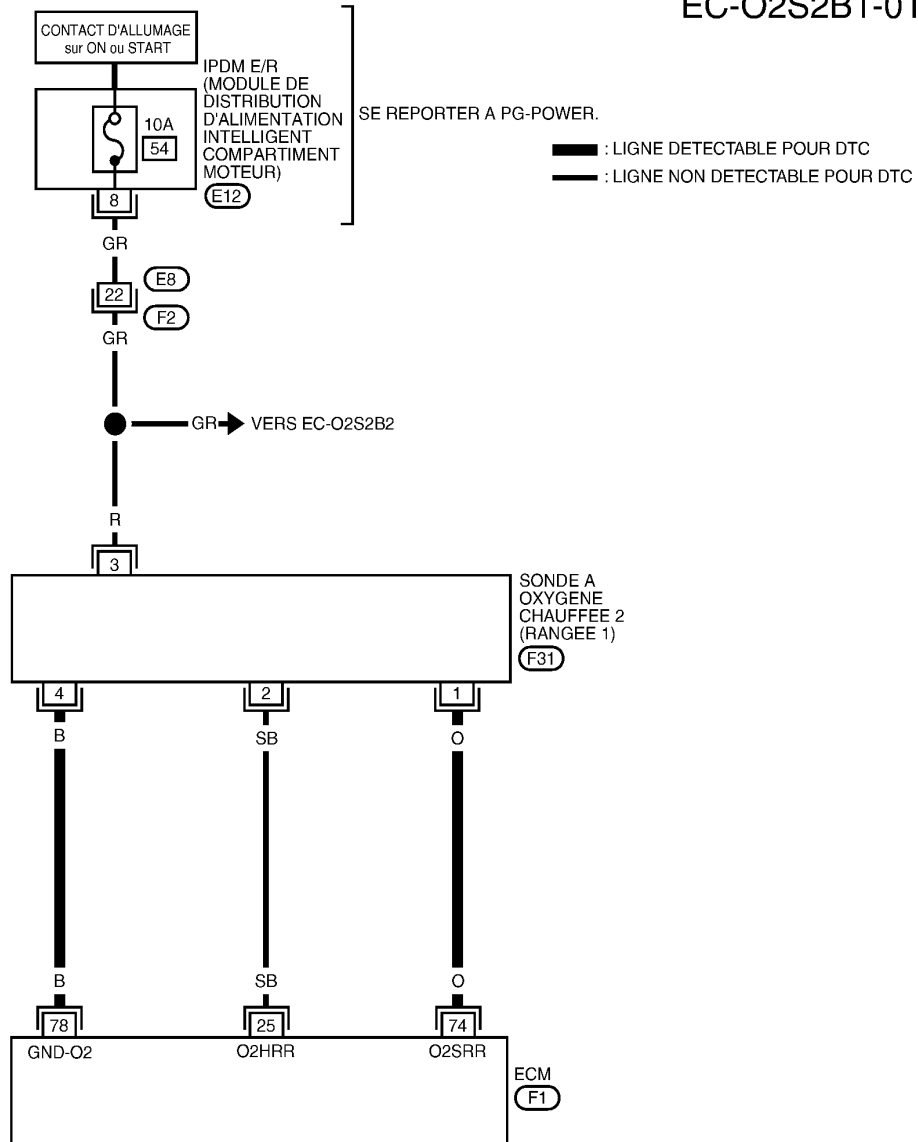 EC-O2S2B1-01
CONTACT D'ALLUMAGE
sur ON ou START
IPDM E/R
(MODULE DE
DISTRIBUTION
D'ALIMENTATION
INTELLIGENT
COMPARTIMENT
MOTEUR)
E12
10A
54
SE REPORTER A PG-POWER.
: LIGNE DETECTABLE POUR DTC
: LIGNE NON DETECTABLE POUR DTC
8
GR
22
E8
F2
GR
GR
VERS EC-O2S2B2
R
3
SONDE A
OXYGENE
CHAUFFEE 2
(RANGEE 1)
F31
4
2
1
B
SB
O
B
SB
O
78
25
74
GND-O2
O2HRR
O2SRR
ECM
F1